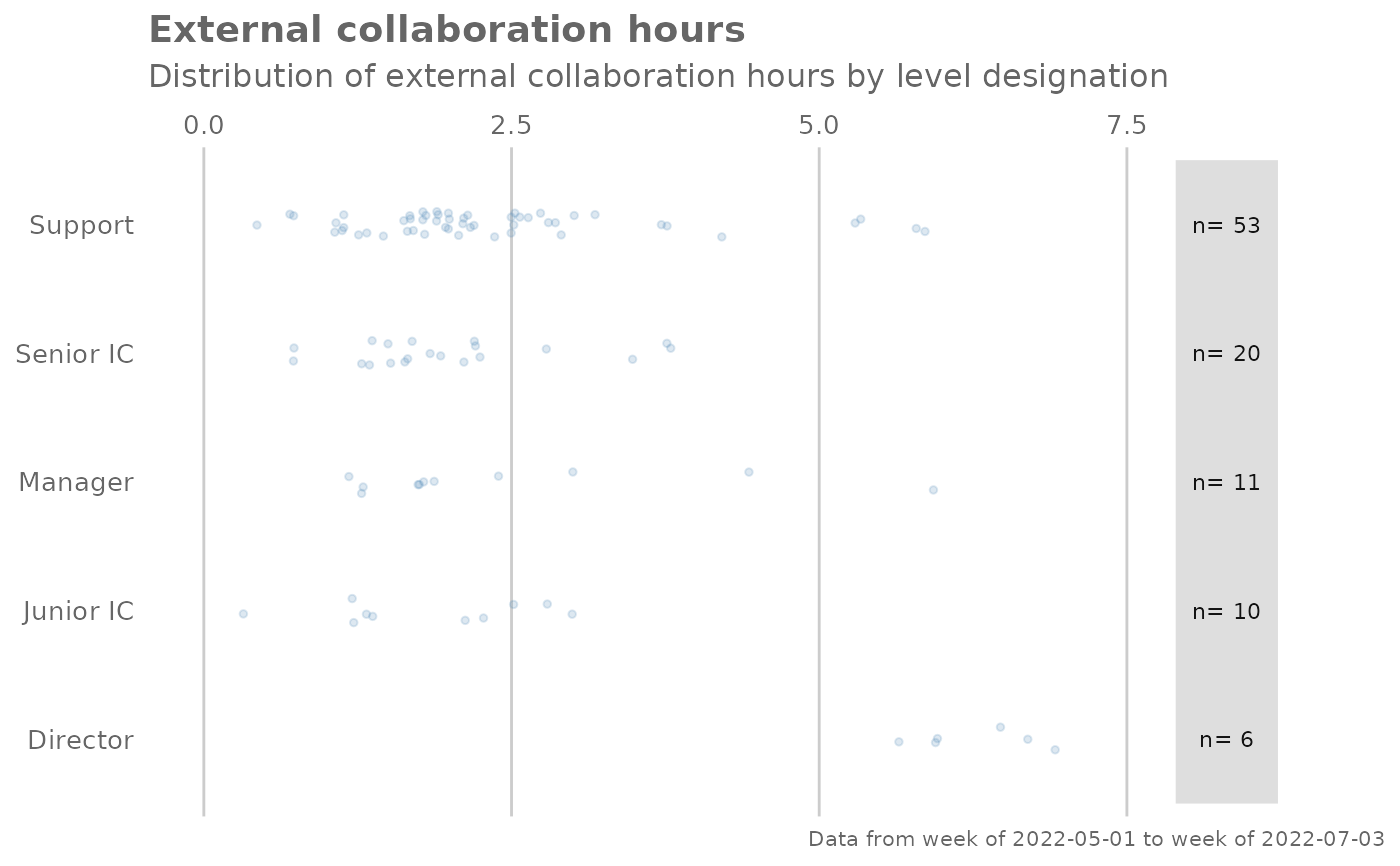 External collaboration hours
Distribution of external collaboration hours by level designation
0.0 2.5 5.0 7.5
Support n= 53
Senior IC n= 20
Manager n= 11
Junior IC n= 10
Director n= 6
Data from week of 2022-05-01 to week of 2022-07-03